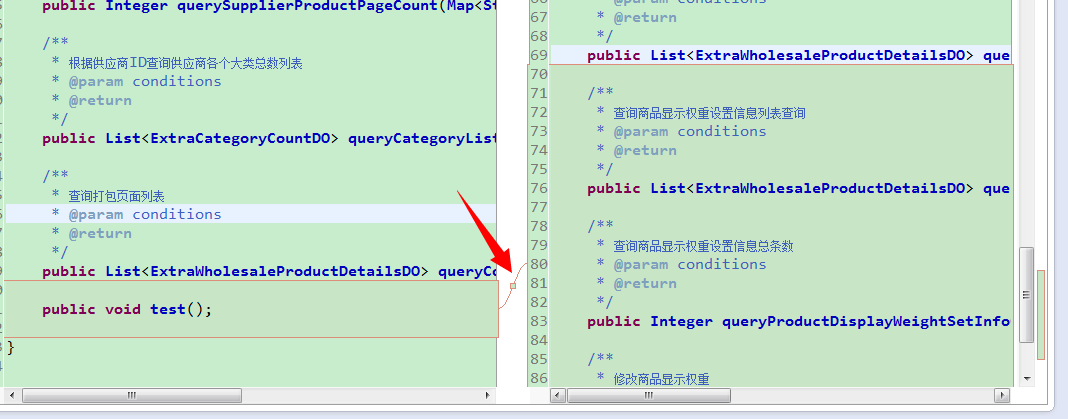 public Integer querySupplierProductPageCount(Map<St
/**
* 根据供应商ID查询供应商各个大类总数列表
* @param conditions
* @return
*/
public List<ExtraCategoryCountDO> queryCategoryList
/**
* 查询打包页面列表
* @param conditions
* @return
*/
public List<ExtraWholesaleProductDetailsDO> queryCo
public void test();
}
66 * @param conditions
67 * @return
68 */
69 public List<ExtraWholesaleProductDetailsDO> que
70
71 /**
72 * 查询商品显示权重设置信息列表查询
73 * @param conditions
74 * @return
75 */
76 public List<ExtraWholesaleProductDetailsDO> que
77
78 /**
79 * 查询商品显示权重设置信息总条数
80 * @param conditions
81 * @return
82 */
83 public Integer queryProductDisplayWeightSetInfo
84
85 /**
86 * 修改商品显示权重